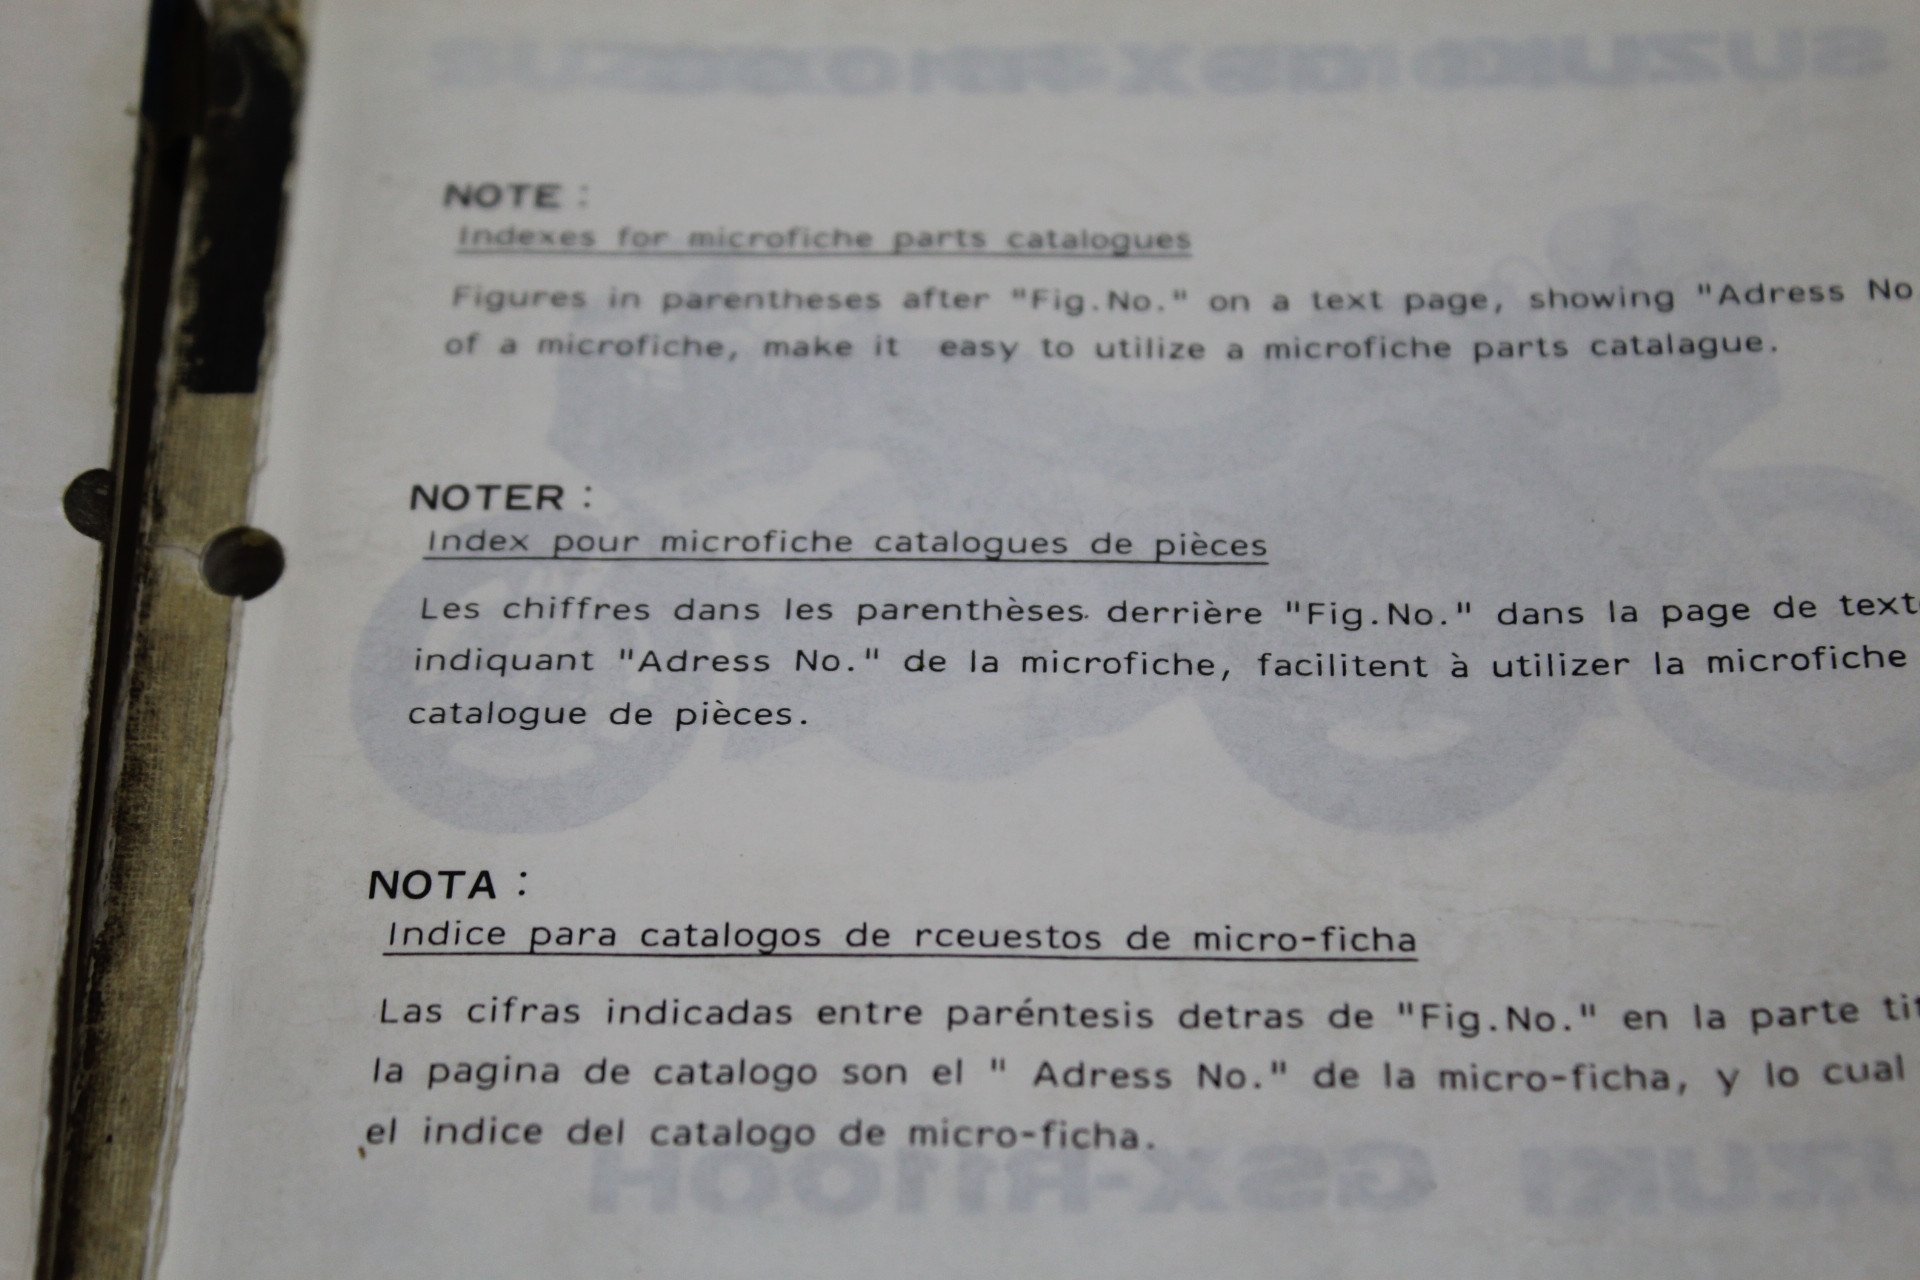 NOTE :
Indexes for microfiche parts catalogues
Figures in parentheses after "Fig.No." on a text page, showing "Adress No
of a microfiche, make it easy to utilize a microfiche parts catalague.
NOTER :
Index pour microfiche catalogues de pièces
Les chiffres dans les parenthèses. derrière "Fig.No." dans la page de text
indiquant "Adress No." de la microfiche, facilitent à utilizer la microfiche
catalogue de pièces.
NOTA :
Indice para catalogos de rceuestos de micro-ficha
Las cifras indicadas entre paréntesis detras de "Fig.No." en la parte tit
la pagina de catalogo son el " Adress No." de la micro-ficha, y lo cual
el indice del catalogo de micro-ficha.